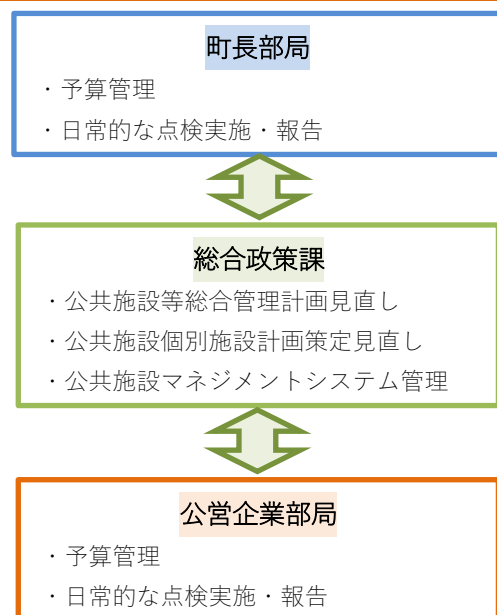 町長部局
・予算管理
・日常的な点検実施・報告
総合政策課
・公共施設等総合管理計画見直し
・公共施設個別施設計画策定見直し
・公共施設マネジメントシステム管理
公営企業部局
・予算管理
・日常的な点検実施・報告